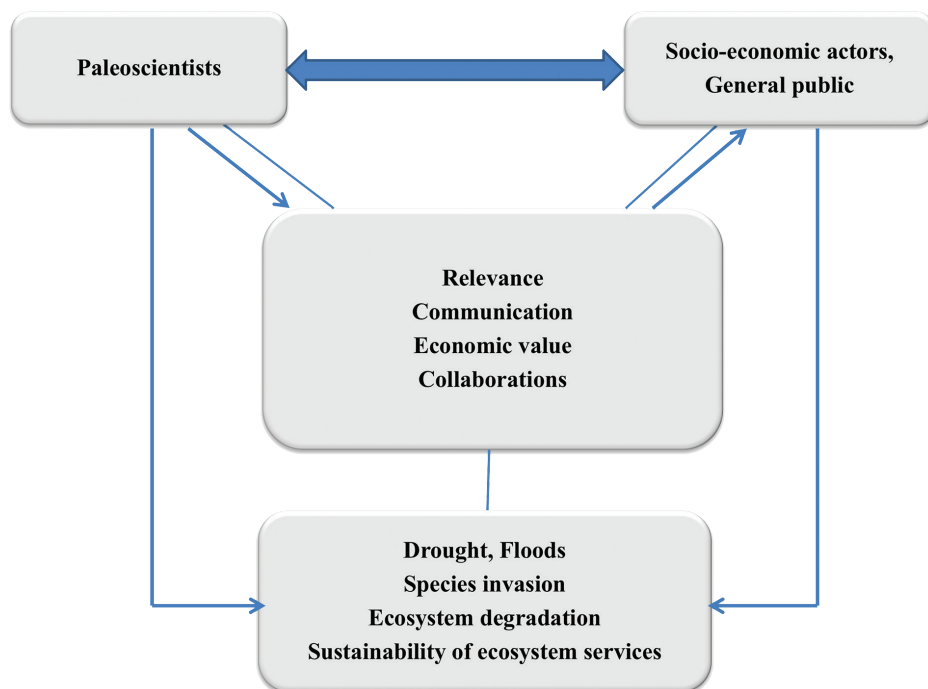 Paleoscientists
Socio-economic actors,
General public
Relevance
Communication
Economic value
Collaborations
Drought, Floods
Species invasion
Ecosystem degradation
Sustainability of ecosystem services